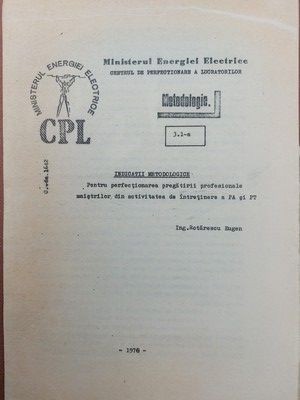 Ministerul Energiei Electrice
CENTRUL DE PERFECTIONARE A LUCRATORILOR
MINISTERUL ENERGIEI ELECTRICE
CPL
Metodologie.
J.1-a
INDICATII METODOLOGICE
Pentru perfecționarea pregătirii profesionale
maiștrilor din activitatea de întreținere a PA și PT
Ing.Rotărescu Eugen
- 1976 -